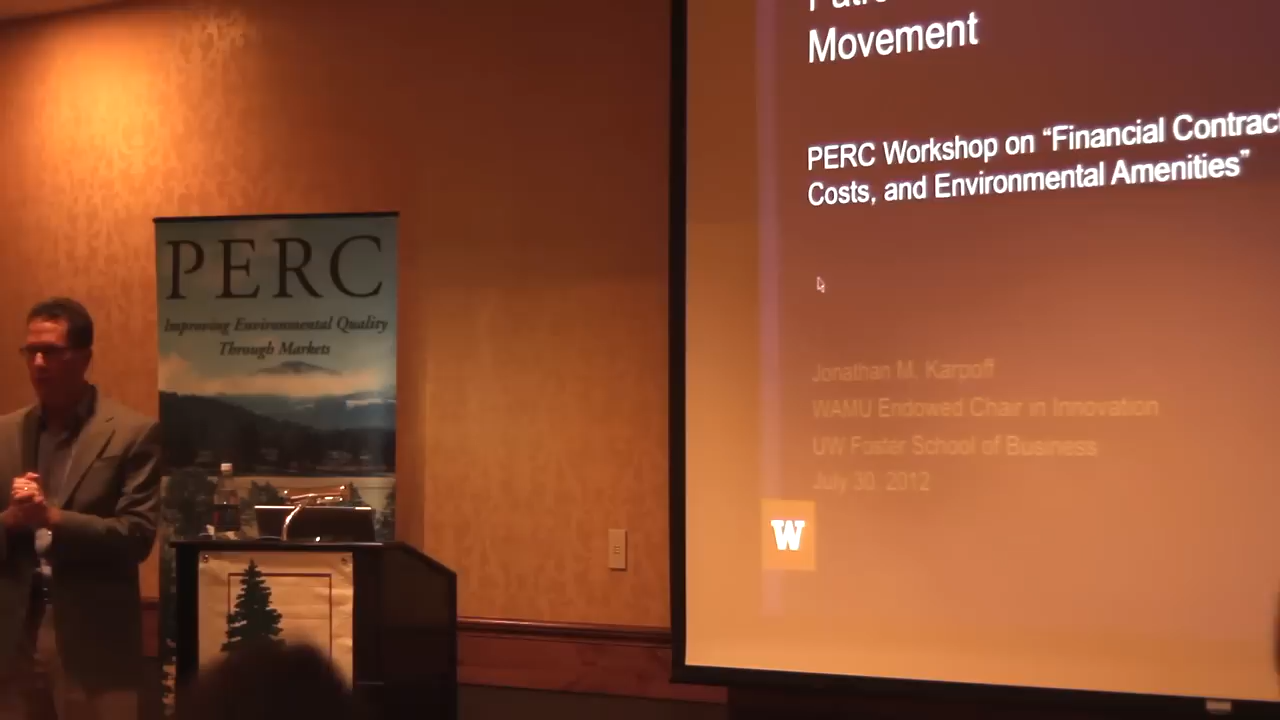 PERC
Improving Environmental Quality
Through Markets
Movement
PERC Workshop on “Financial Contract
Costs, and Environmental Amenities”
Jonathan M. Karpoff
WAMU Endowed Chair in Innovation
UW Foster School of Business
July 30, 2012
W